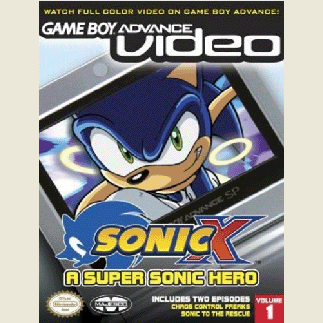 WATCH FULL COLOR VIDEO ON GAME BOY ADVANCE!
GAME BOY ADVANCE
video
SONIC X
A SUPER SONIC HERO
INCLUDES TWO EPISODES
CHAOS CONTROL FREAKS
SONIC TO THE RESCUE
VOLUME
1
MAJESCO